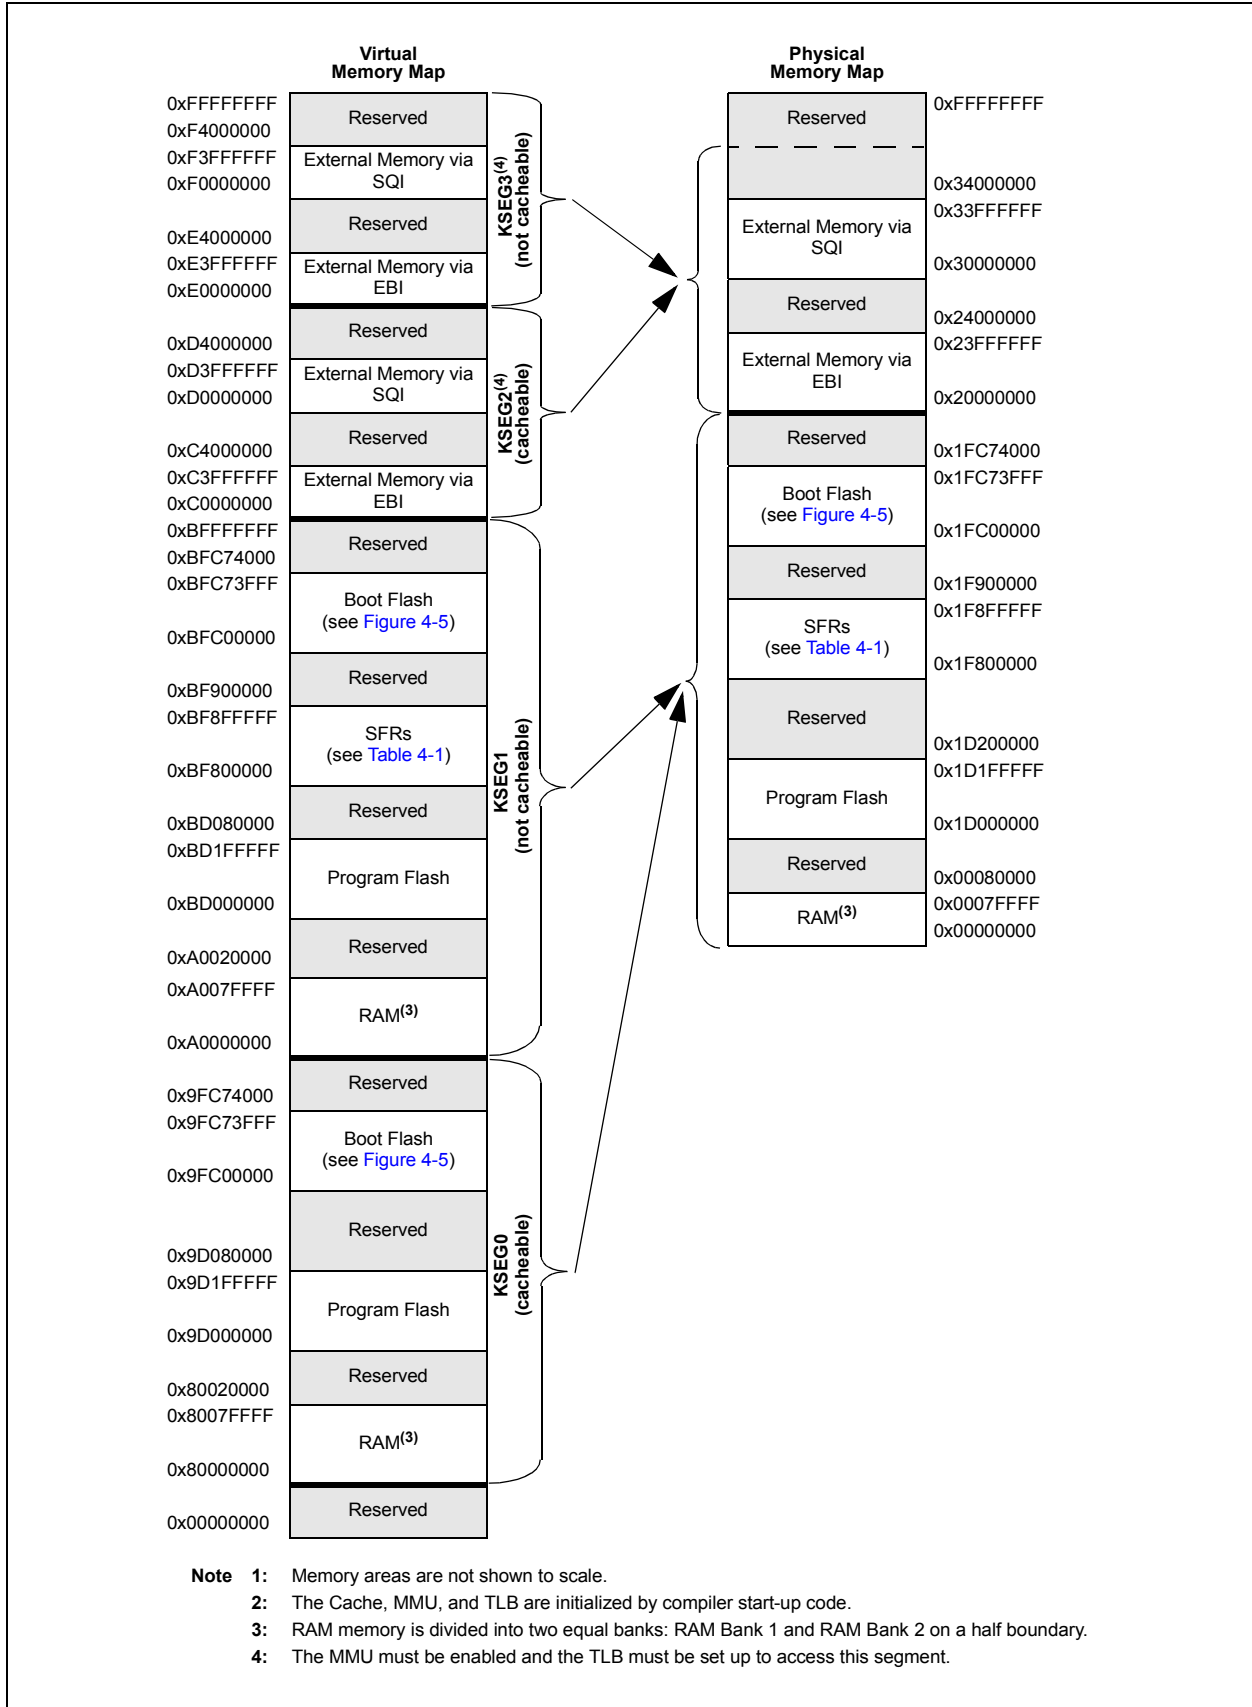 Virtual
Memory Map
0xFFFFFFFF
Reserved
0xF4000000
0xF3FFFFFF
External Memory via
SQI
0xF0000000
Reserved
0xE4000000
0xE3FFFFFF
External Memory via
EBI
0xE0000000
KSEG3(4)
(not cacheable)
Reserved
0xD4000000
0xD3FFFFFF
External Memory via
SQI
0xD0000000
Reserved
0xC4000000
0xC3FFFFFF
External Memory via
EBI
0xC0000000
KSEG2(4)
(cacheable)
0xBFFFFFFF
Reserved
0xBFC74000
0xBFC73FFF
Boot Flash
(see Figure 4-5)
0xBFC00000
Reserved
0xBF900000
0xBF8FFFFF
SFRs
(see Table 4-1)
0xBF800000
Reserved
0xBD080000
0xBD1FFFFF
Program Flash
0xBD000000
Reserved
0xA0020000
0xA007FFFF
RAM(3)
0xA0000000
KSEG1
(not cacheable)
Reserved
0x9FC74000
0x9FC73FFF
Boot Flash
(see Figure 4-5)
0x9FC00000
Reserved
0x9D080000
0x9D1FFFFF
Program Flash
0x9D000000
Reserved
0x80020000
0x8007FFFF
RAM(3)
0x80000000
KSEG0
(cacheable)
Reserved
0x00000000
Physical
Memory Map
0xFFFFFFFF
Reserved
0x34000000
0x33FFFFFF
External Memory via
SQI
0x30000000
Reserved
0x24000000
0x23FFFFFF
External Memory via
EBI
0x20000000
Reserved
0x1FC74000
0x1FC73FFF
Boot Flash
(see Figure 4-5)
0x1FC00000
Reserved
0x1F900000
0x1F8FFFFF
SFRs
(see Table 4-1)
0x1F800000
Reserved
0x1D200000
0x1D1FFFFF
Program Flash
0x1D000000
Reserved
0x00080000
0x0007FFFF
RAM(3)
0x00000000
Note 1: Memory areas are not shown to scale.
2: The Cache, MMU, and TLB are initialized by compiler start-up code.
3: RAM memory is divided into two equal banks: RAM Bank 1 and RAM Bank 2 on a half boundary.
4: The MMU must be enabled and the TLB must be set up to access this segment.